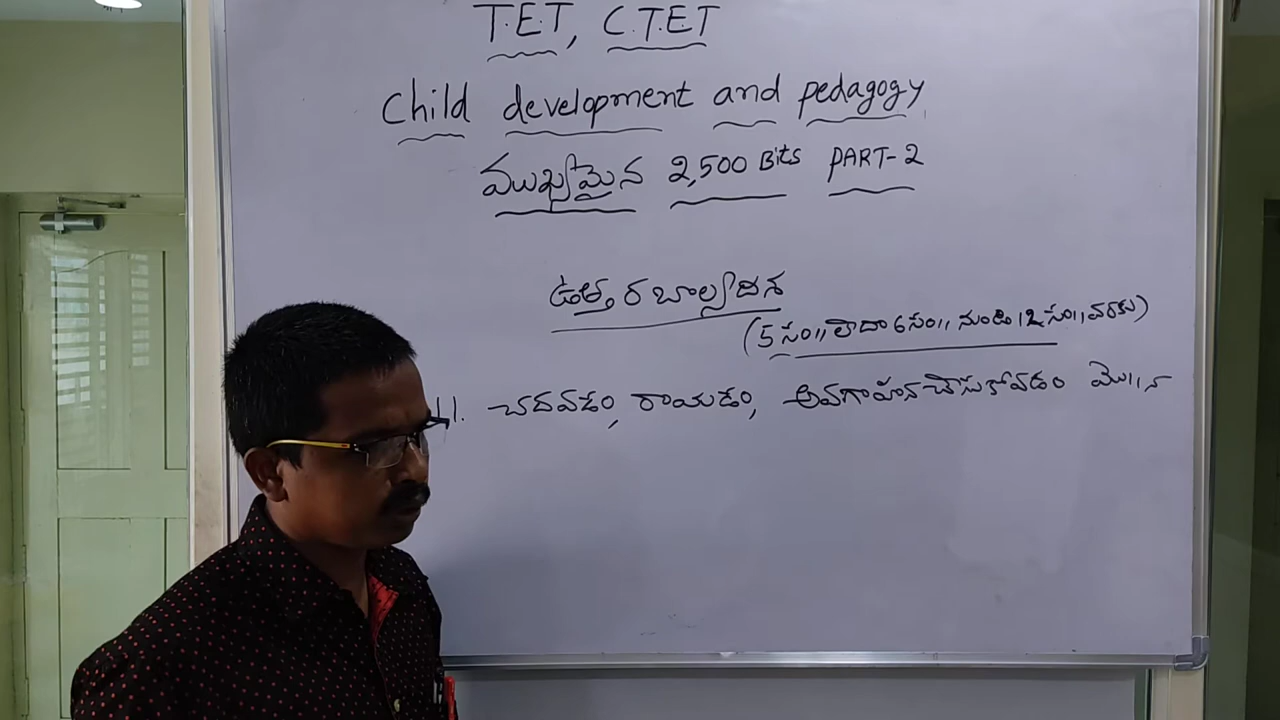 T.E.T, C.T.E.T
Child development and pedagogy
ముఖ్యమైన 2,500 Bits PART-2
ఉత్తర బాల్యదశ
(5 సం,, లేదా 6 సం,, నుండి 12 సం,, వరకు)
11. చదవడం, రాయడం, అవగాహన చేసుకోవడం మొ,, న